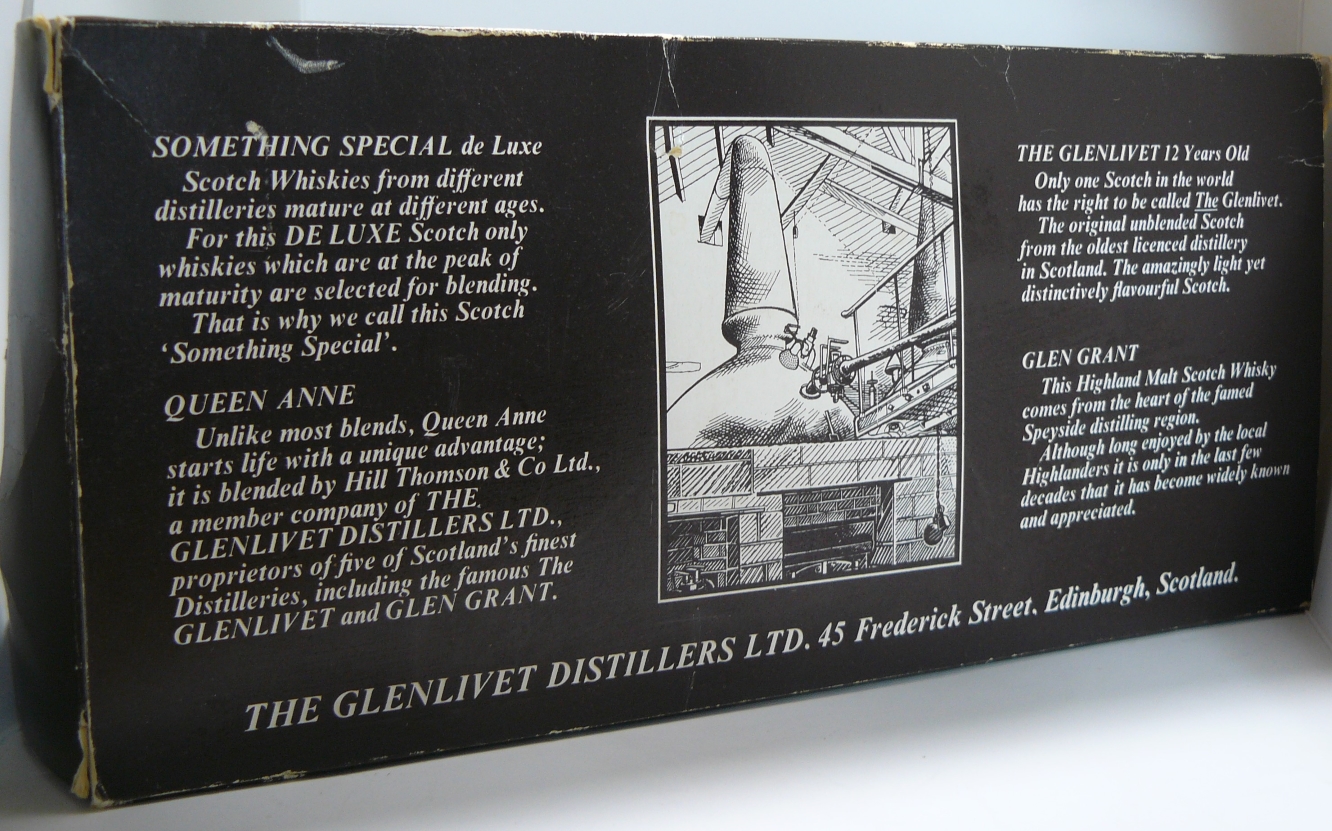 SOMETHING SPECIAL de Luxe
Scotch Whiskies from different
distilleries mature at different ages.
For this DE LUXE Scotch only
whiskies which are at the peak of
maturity are selected for blending.
That is why we call this Scotch
‘Something Special’.
QUEEN ANNE
Unlike most blends, Queen Anne
starts life with a unique advantage;
it is blended by Hill Thomson & Co Ltd.,
a member company of THE
GLENLIVET DISTILLERS LTD.,
proprietors of five of Scotland’s finest
Distilleries, including the famous The
GLENLIVET and GLEN GRANT.
THE GLENLIVET 12 Years Old
Only one Scotch in the world
has the right to be called The Glenlivet.
The original unblended Scotch
from the oldest licenced distillery
in Scotland. The amazingly light yet
distinctively flavourful Scotch.
GLEN GRANT
This Highland Malt Scotch Whisky
comes from the heart of the famed
Speyside distilling region.
Although long enjoyed by the local
Highlanders it is only in the last few
decades that it has become widely known
and appreciated.
THE GLENLIVET DISTILLERS LTD. 45 Frederick Street. Edinburgh, Scotland.